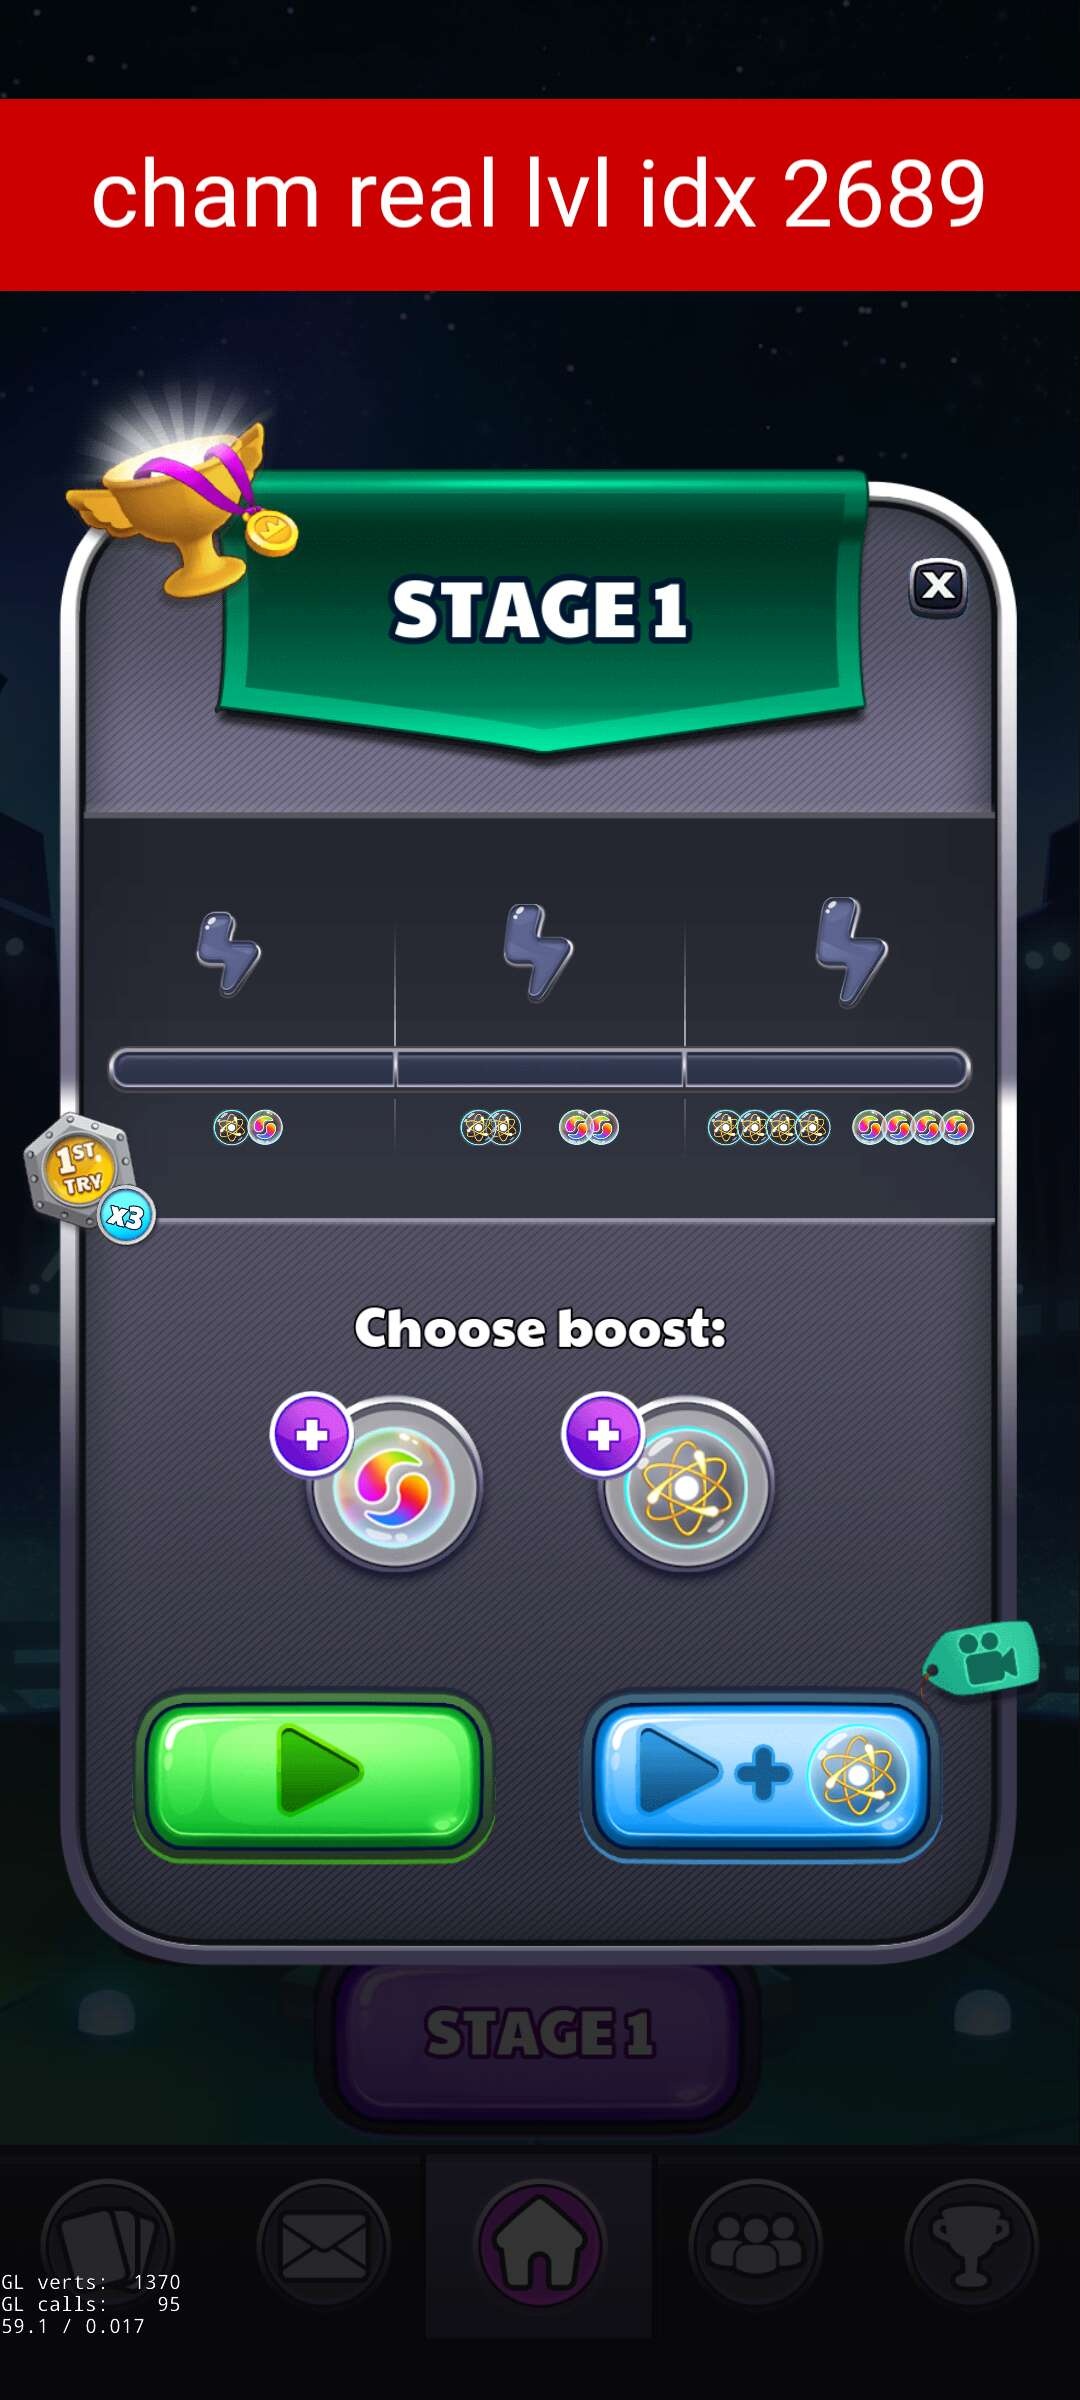 cham real lvl idx 2689
STAGE 1
X
1ST
TRY
x3
Choose boost:
STAGE 1
GL verts: 1370
GL calls: 95
59.1 / 0.017